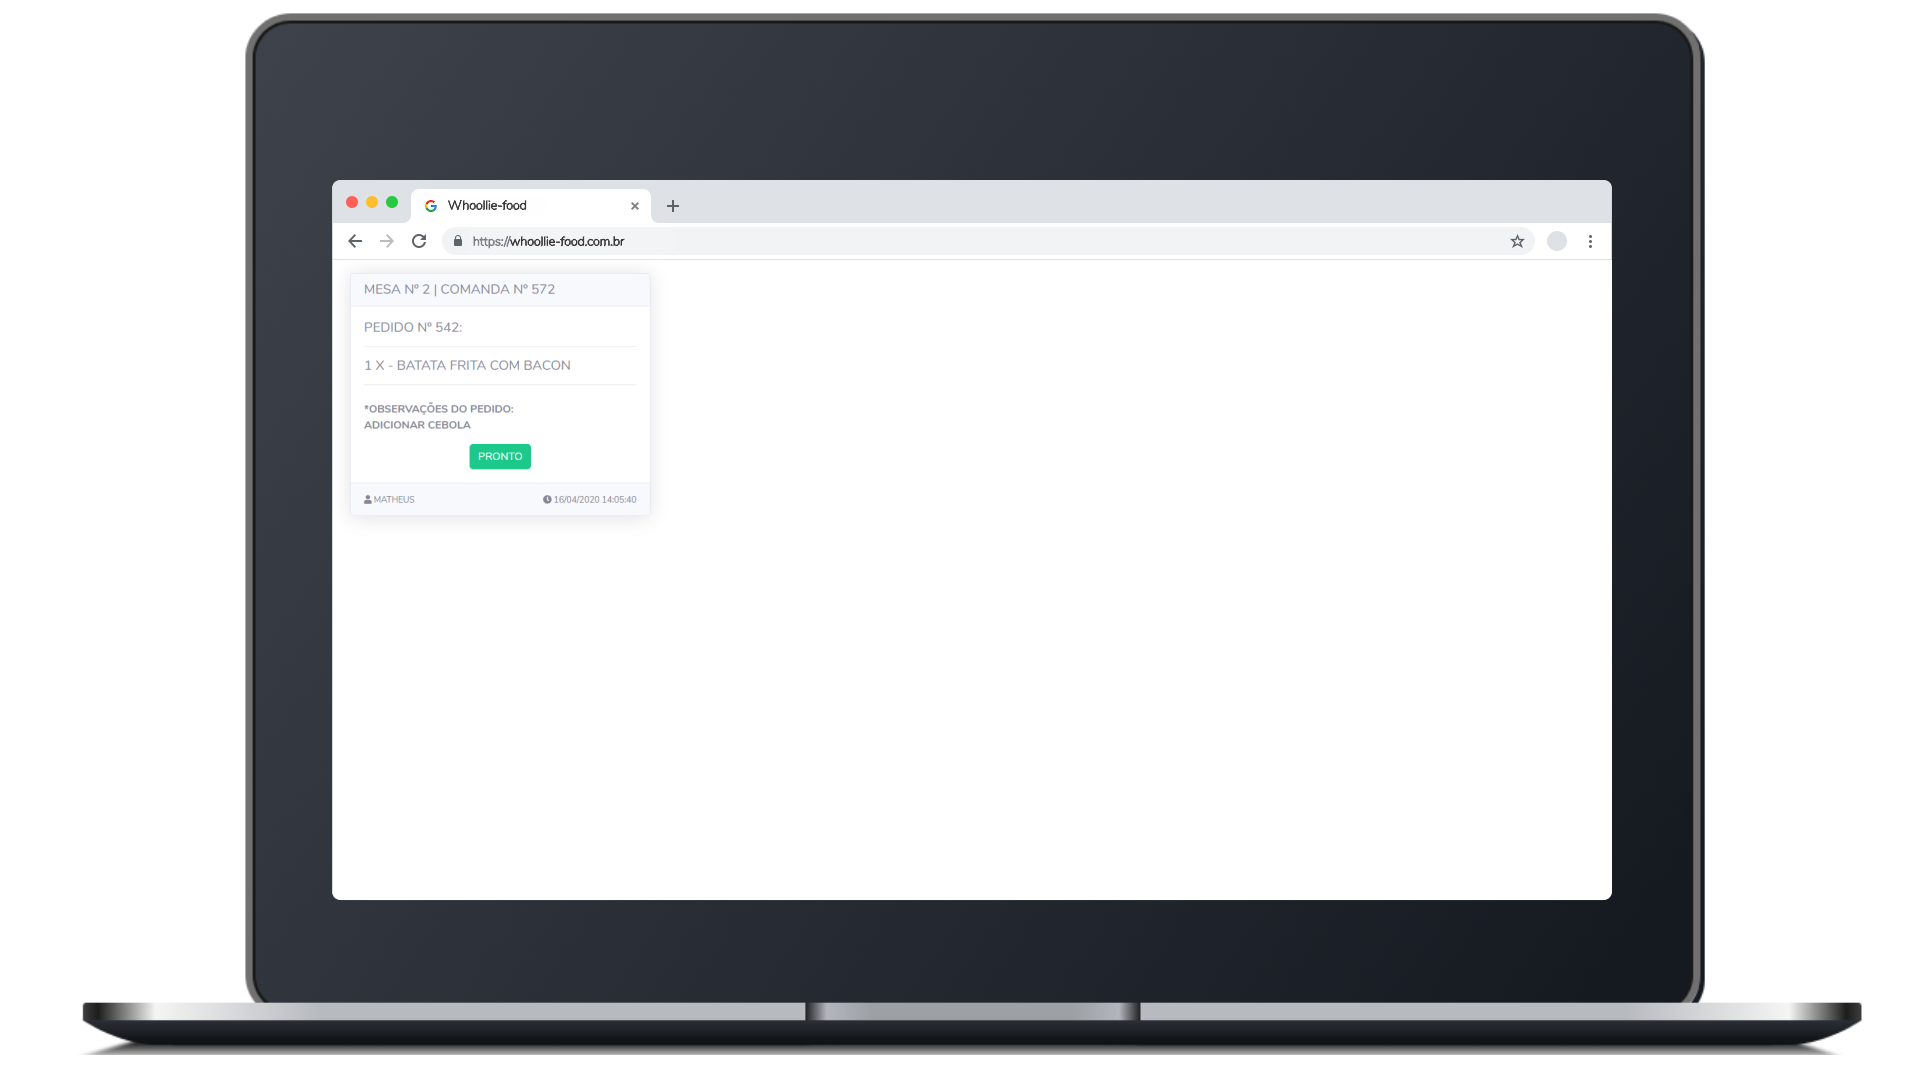 Whoollie-food
https://whoollie-food.com.br
MESA Nº 2 | COMANDA Nº 572
PEDIDO Nº 542:
1 X - BATATA FRITA COM BACON
*OBSERVAÇÕES DO PEDIDO:
ADICIONAR CEBOLA
PRONTO
MATHEUS 16/04/2020 14:05:40